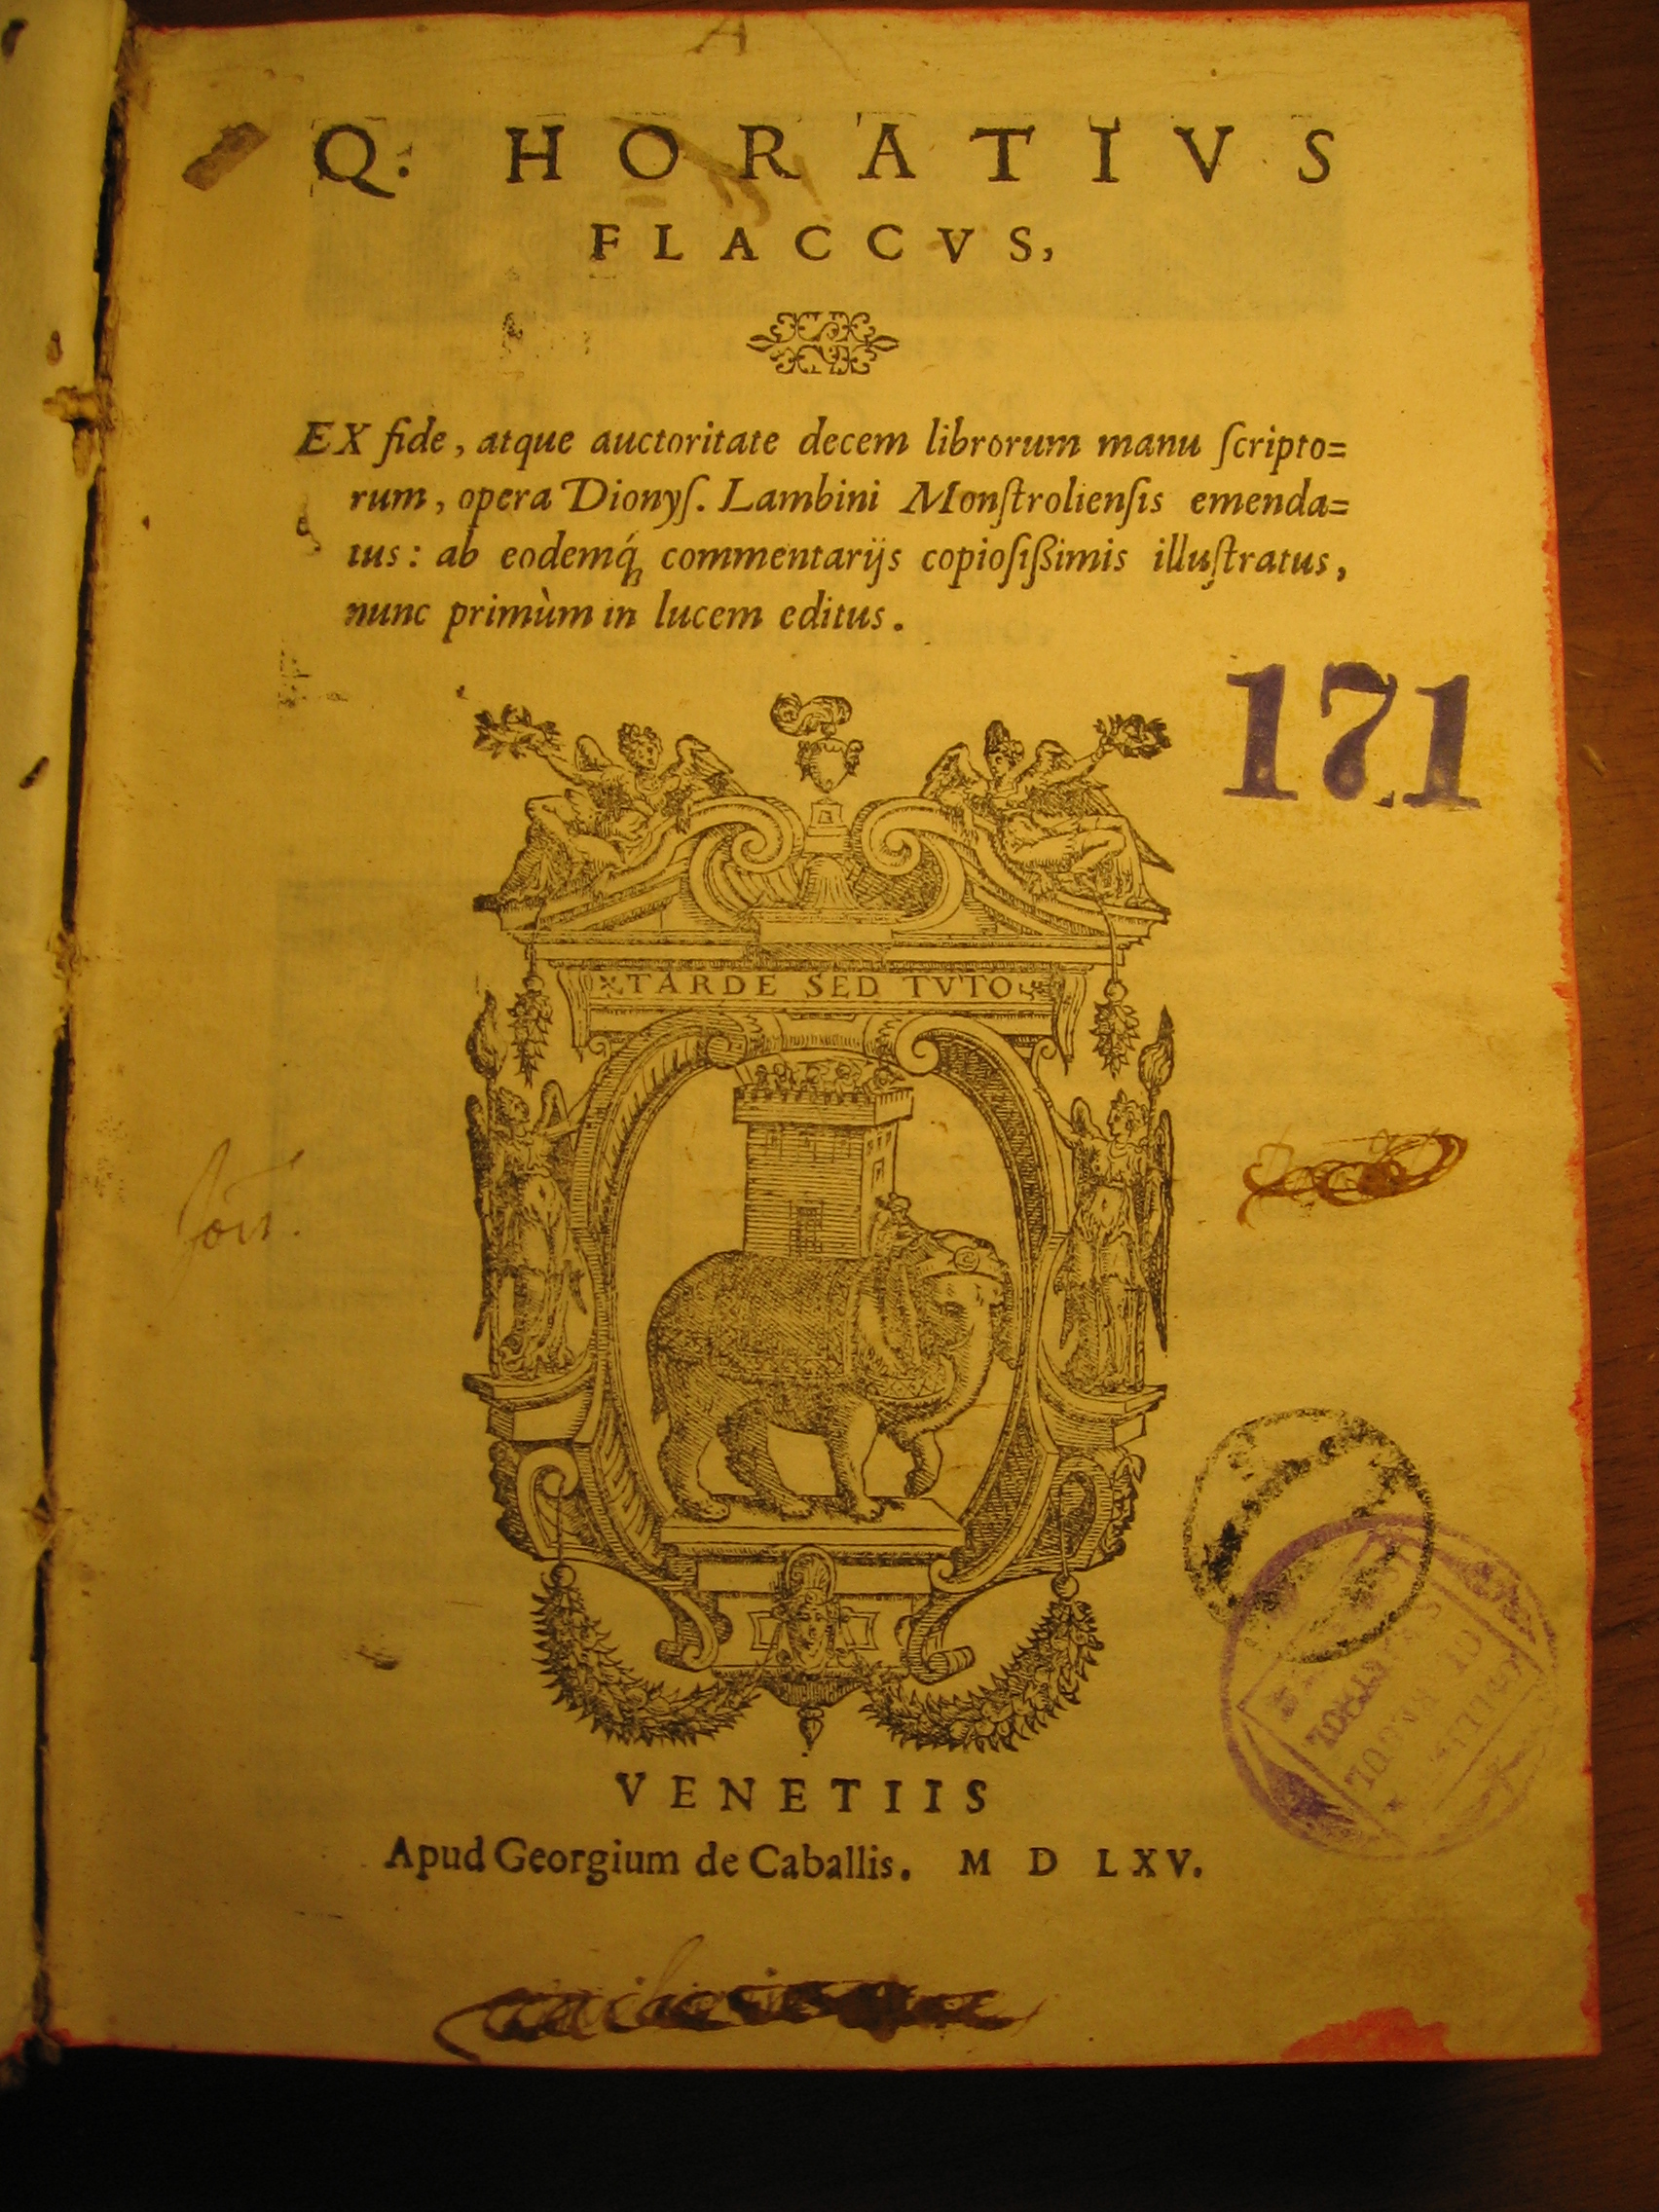 Q. HORATIVS
FLACCVS,
EX fide, atque auctoritate decem librorum manu ſcripto=
rum, opera Dionyſ. Lambini Monſtrolienſis emenda=
tus: ab eodemq́; commentarijs copioſißimis illuſtratus,
nunc primùm in lucem editus.
171
TARDE SED TVTO
VENETIIS
Apud Georgium de Caballis. M D LXV.